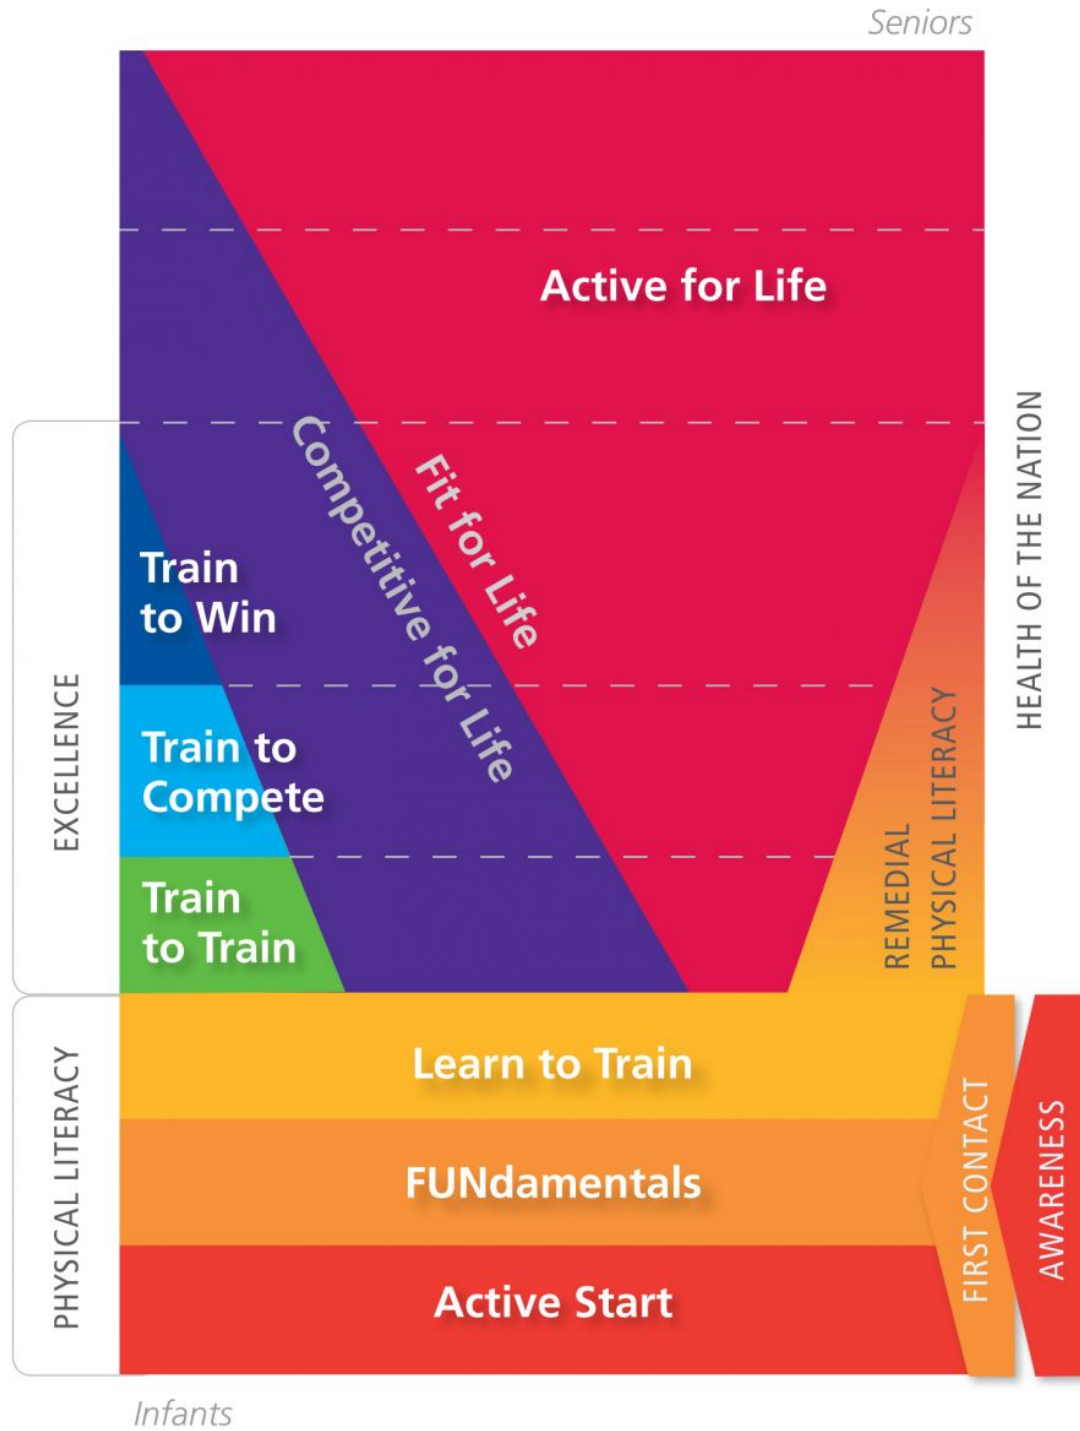 Seniors
Active for Life
Competitive for Life
Fit for Life
HEALTH OF THE NATION
Train
to Win
EXCELLENCE
Train to
Compete
REMEDIAL
PHYSICAL LITERACY
Train
to Train
PHYSICAL LITERACY
Learn to Train
FUNdamentals
Active Start
FIRST CONTACT
AWARENESS
Infants